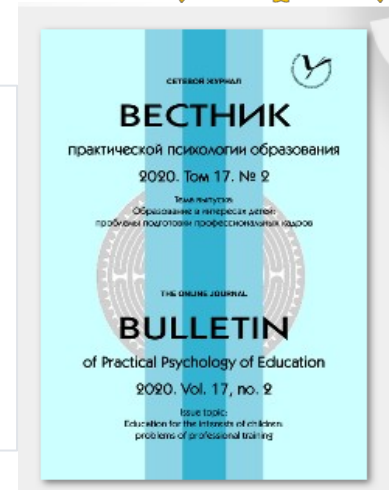 СЕТЕВОЙ ЖУРНАЛ
ВЕСТНИК
практической психологии образования
2020. Том 17. № 2
Тема выпуска:
Образование в интересах детей:
проблемы подготовки профессиональных кадров
THE ONLINE JOURNAL
BULLETIN
of Practical Psychology of Education
2020. Vol. 17, no. 2
Issue topic:
Education for the interests of children:
problems of professional training